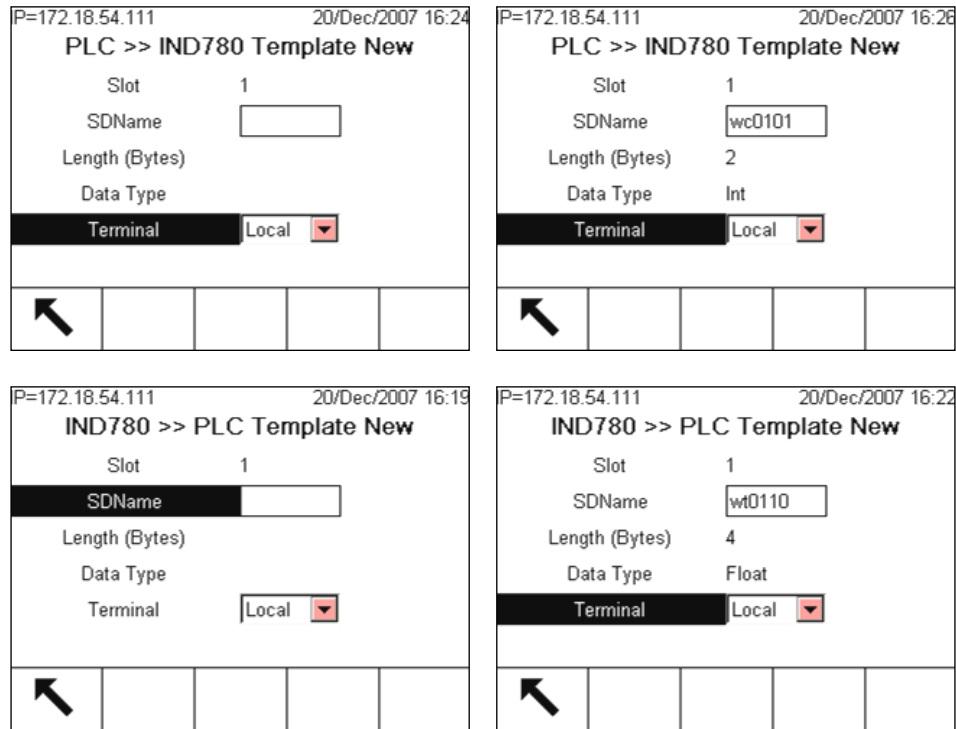 IP=172.18.54.111 20/Dec/2007 16:24
PLC >> IND780 Template New
Slot 1
SDName
Length (Bytes)
Data Type
Terminal Local
IP=172.18.54.111 20/Dec/2007 16:26
PLC >> IND780 Template New
Slot 1
SDName wc0101
Length (Bytes) 2
Data Type Int
Terminal Local
IP=172.18.54.111 20/Dec/2007 16:19
IND780 >> PLC Template New
Slot 1
SDName
Length (Bytes)
Data Type
Terminal Local
IP=172.18.54.111 20/Dec/2007 16:22
IND780 >> PLC Template New
Slot 1
SDName wt0110
Length (Bytes) 4
Data Type Float
Terminal Local